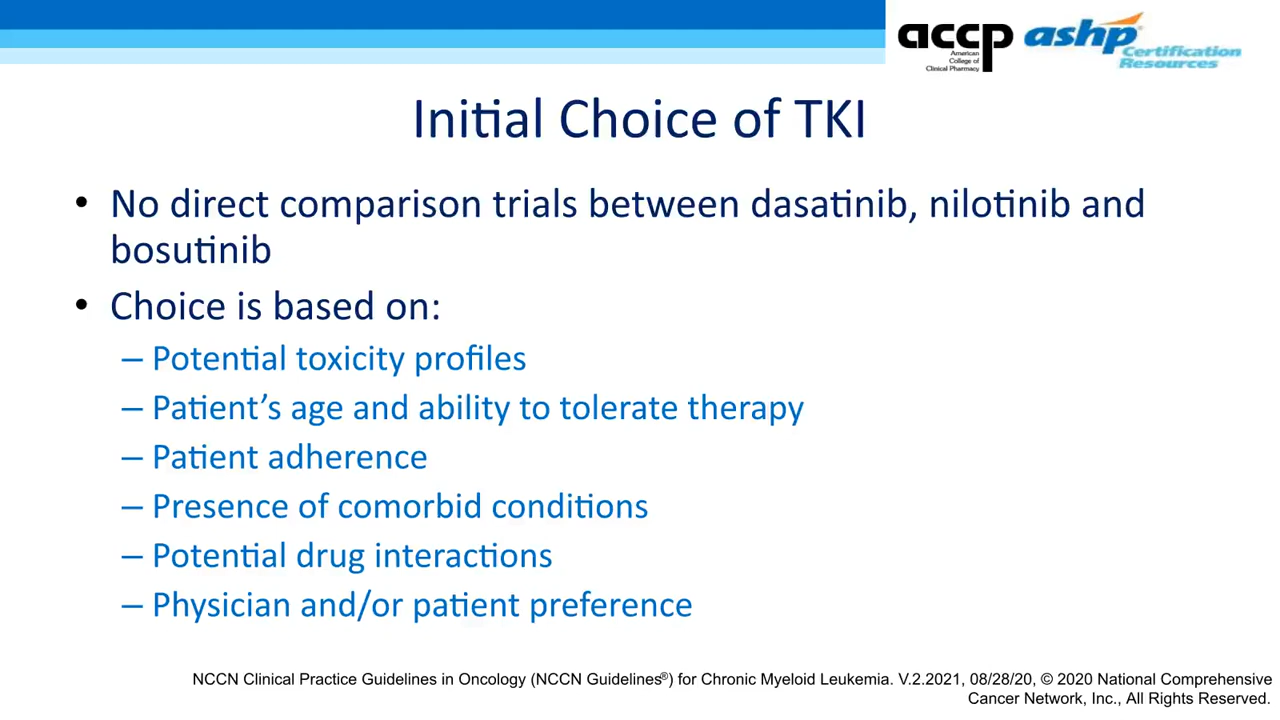 accp
American
College of
Clinical Pharmacy
ashp®
Certification
Resources
Initial Choice of TKI
• No direct comparison trials between dasatinib, nilotinib and
bosutinib
• Choice is based on:
– Potential toxicity profiles
– Patient’s age and ability to tolerate therapy
– Patient adherence
– Presence of comorbid conditions
– Potential drug interactions
– Physician and/or patient preference
NCCN Clinical Practice Guidelines in Oncology (NCCN Guidelines®) for Chronic Myeloid Leukemia. V.2.2021, 08/28/20, © 2020 National Comprehensive
Cancer Network, Inc., All Rights Reserved.